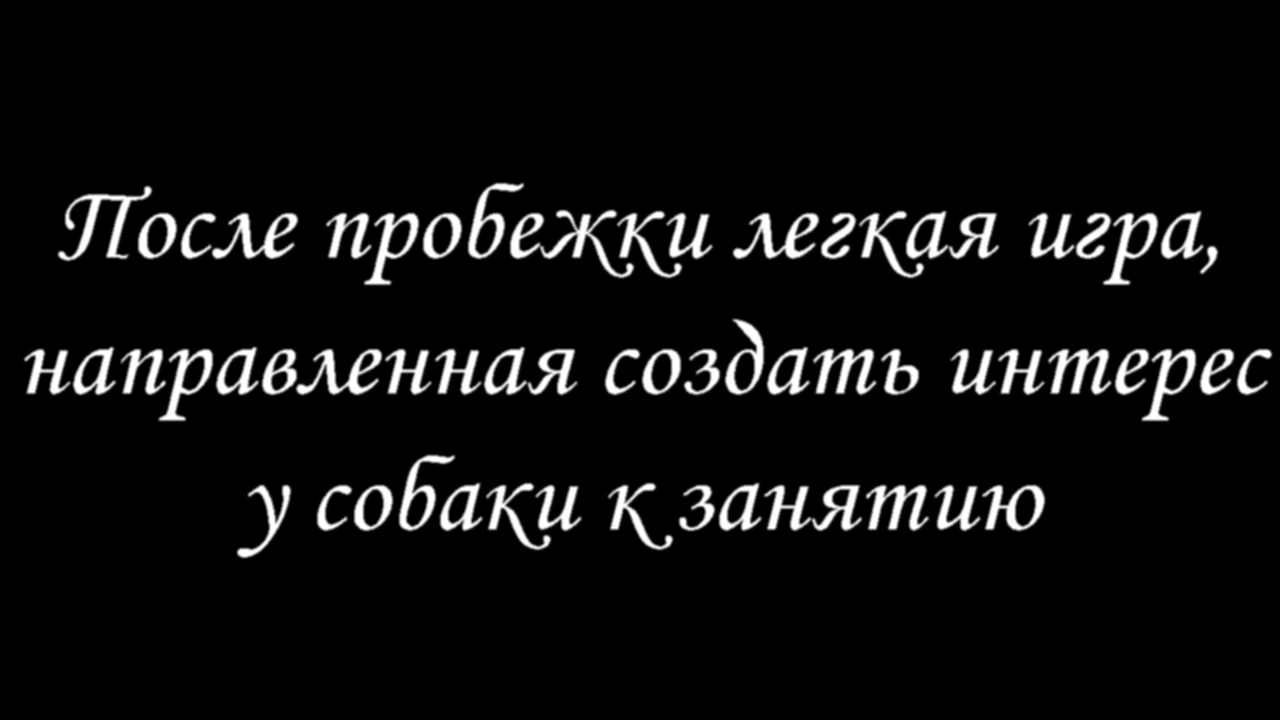 После пробежки легкая игра,
направленная создать интерес
у собаки к занятию